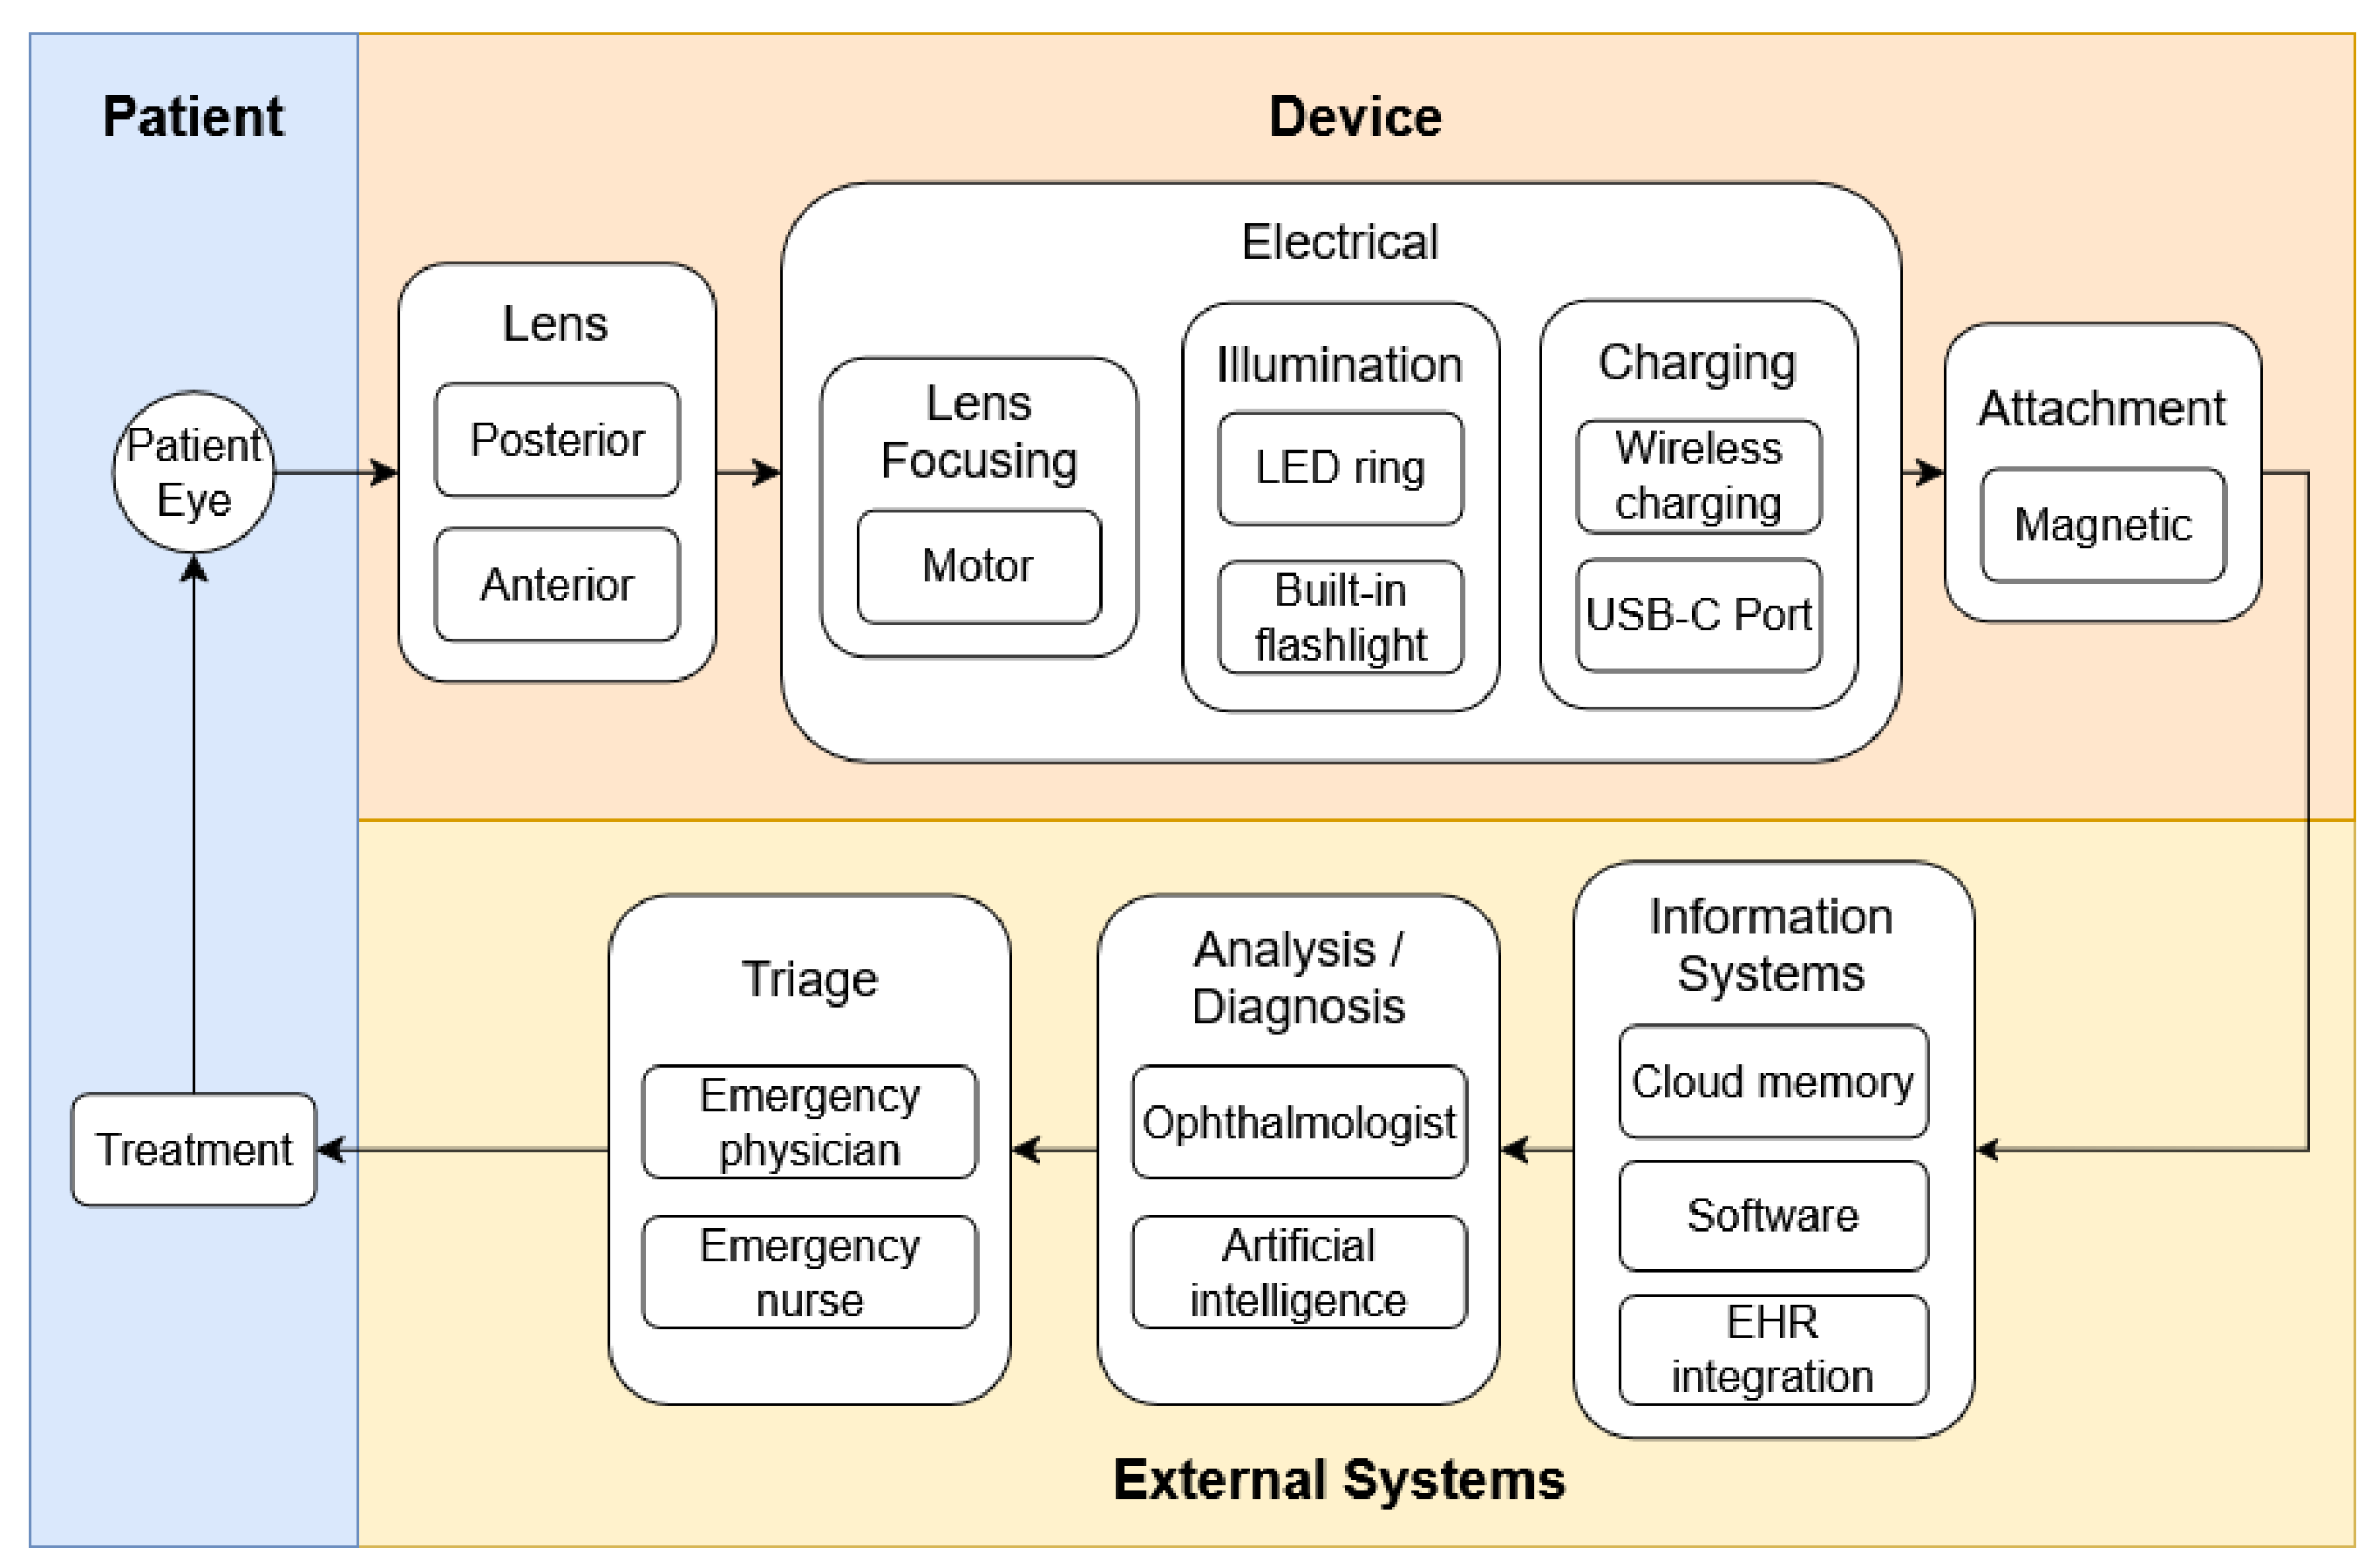 Patient
Device
Patient
Eye
Lens
Posterior
Anterior
Electrical
Lens
Focusing
Motor
Illumination
LED ring
Built-in
flashlight
Charging
Wireless
charging
USB-C Port
Attachment
Magnetic
Information
Systems
Cloud memory
Software
EHR
integration
Analysis /
Diagnosis
Ophthalmologist
Artificial
intelligence
Triage
Emergency
physician
Emergency
nurse
Treatment
External Systems